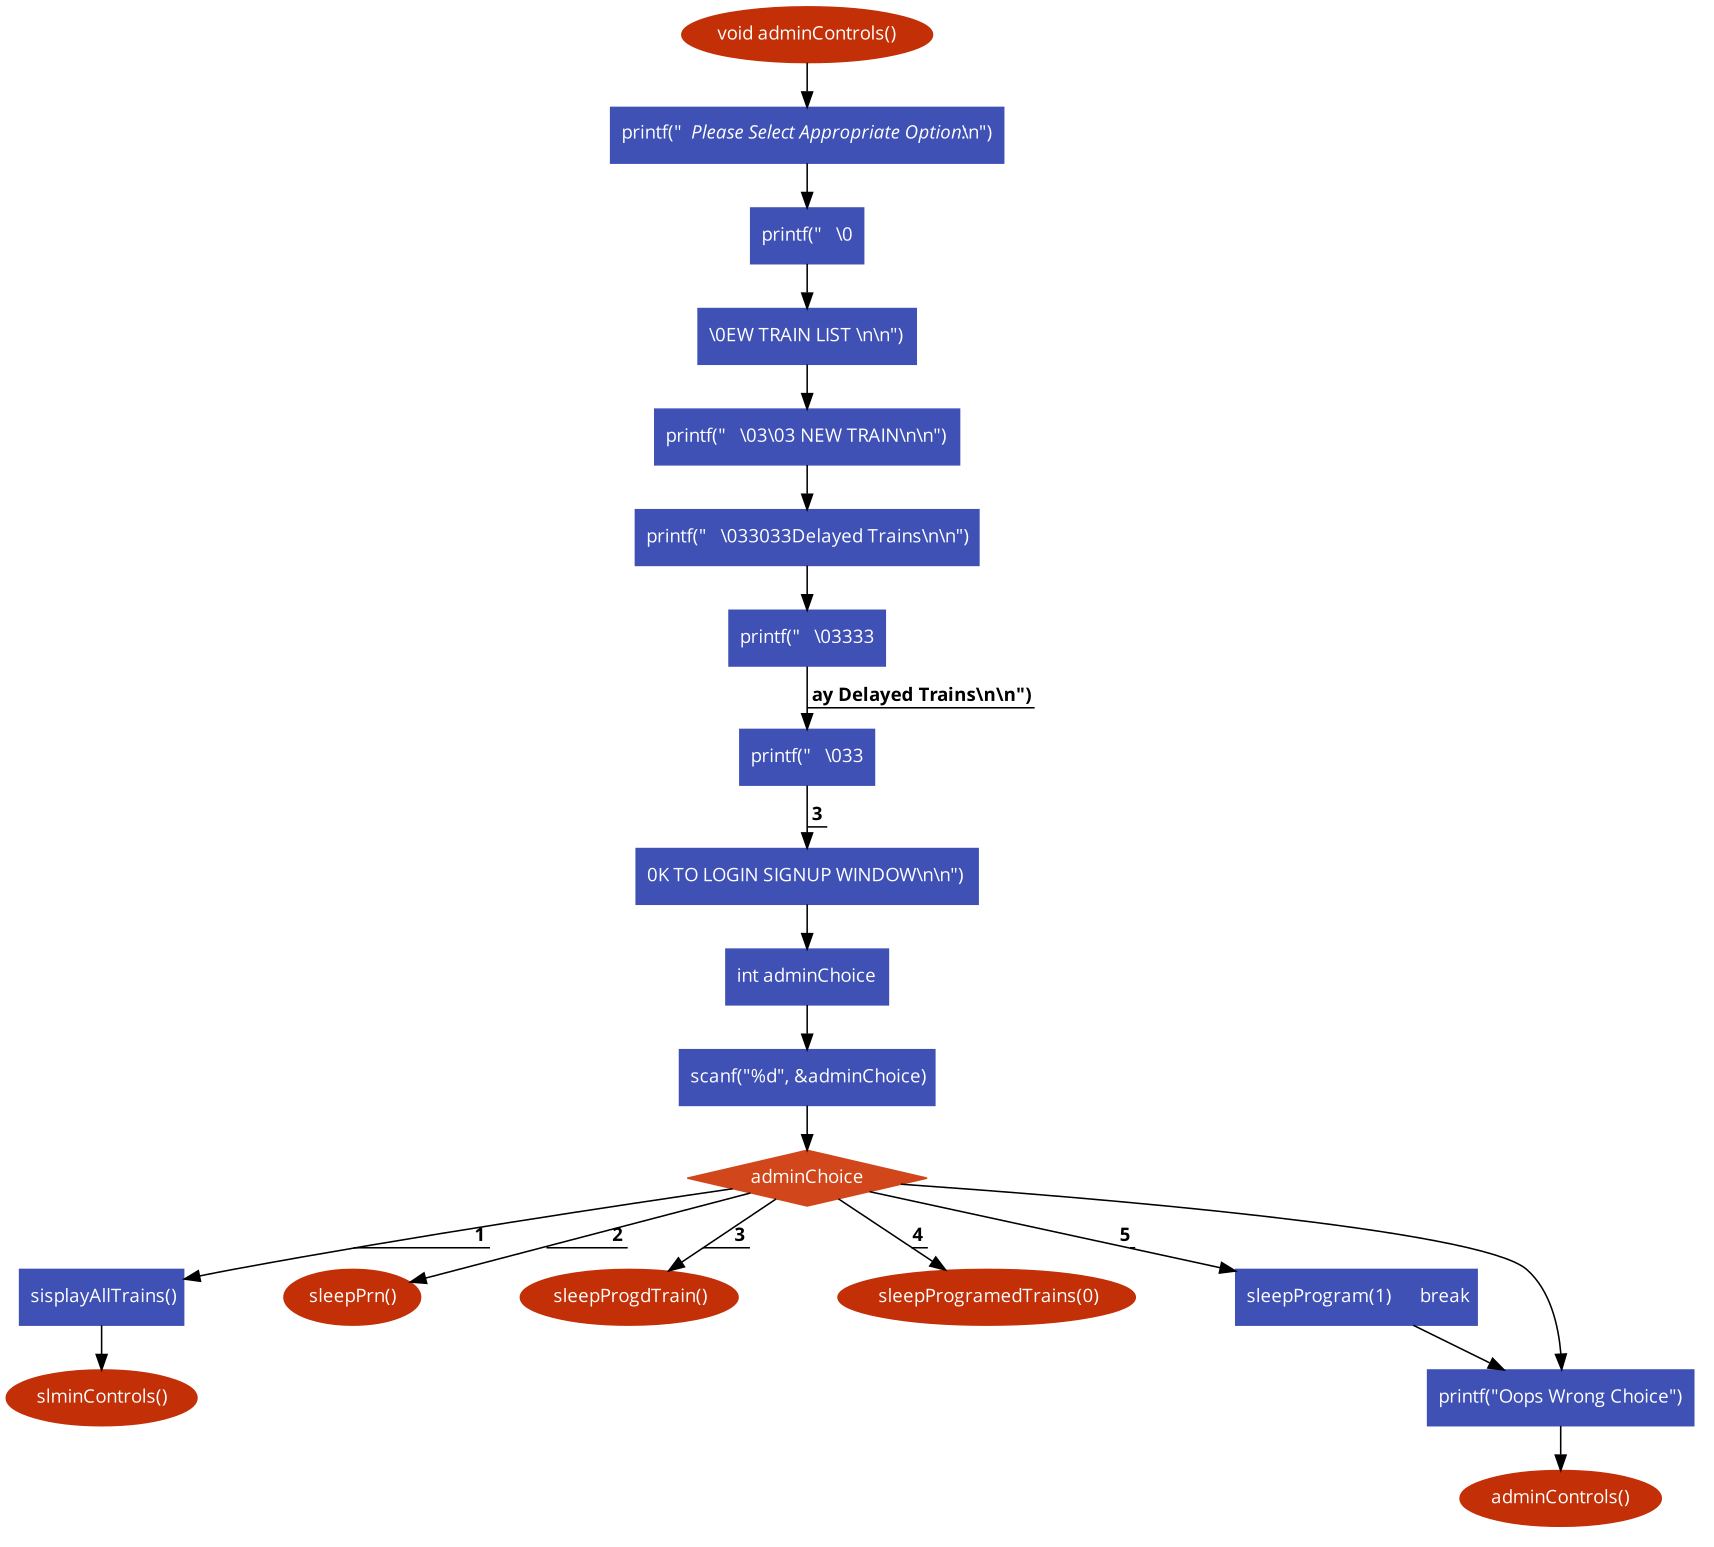 void adminControls()
printf("  Please Select Appropriate Option:\n")
printf("   \0
\0EW TRAIN LIST \n\n")
printf("   \03\03 NEW TRAIN\n\n")
printf("   \033033Delayed Trains\n\n")
printf("   \03333
ay Delayed Trains\n\n")
printf("   \033
3
0K TO LOGIN SIGNUP WINDOW\n\n")
int adminChoice
scanf("%d", &adminChoice)
adminChoice
1 2 3 4 5
sisplayAllTrains() sleepPrn() sleepProgdTrain() sleepProgramedTrains(0) sleepProgram(1)      break
slminControls() printf("Oops Wrong Choice")
adminControls()